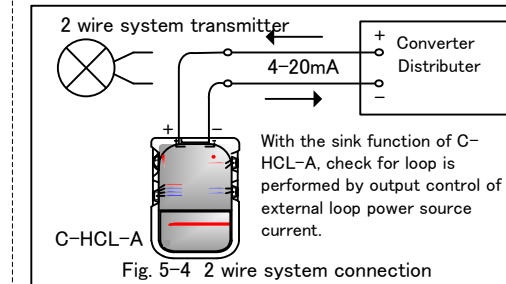 2 wire system transmitter
+
Converter
Distributer
4-20mA
−
+ −
With the sink function of C-
HCL-A, check for loop is
performed by output control of
external loop power source
current.
C-HCL-A
Fig. 5-4 2 wire system connection